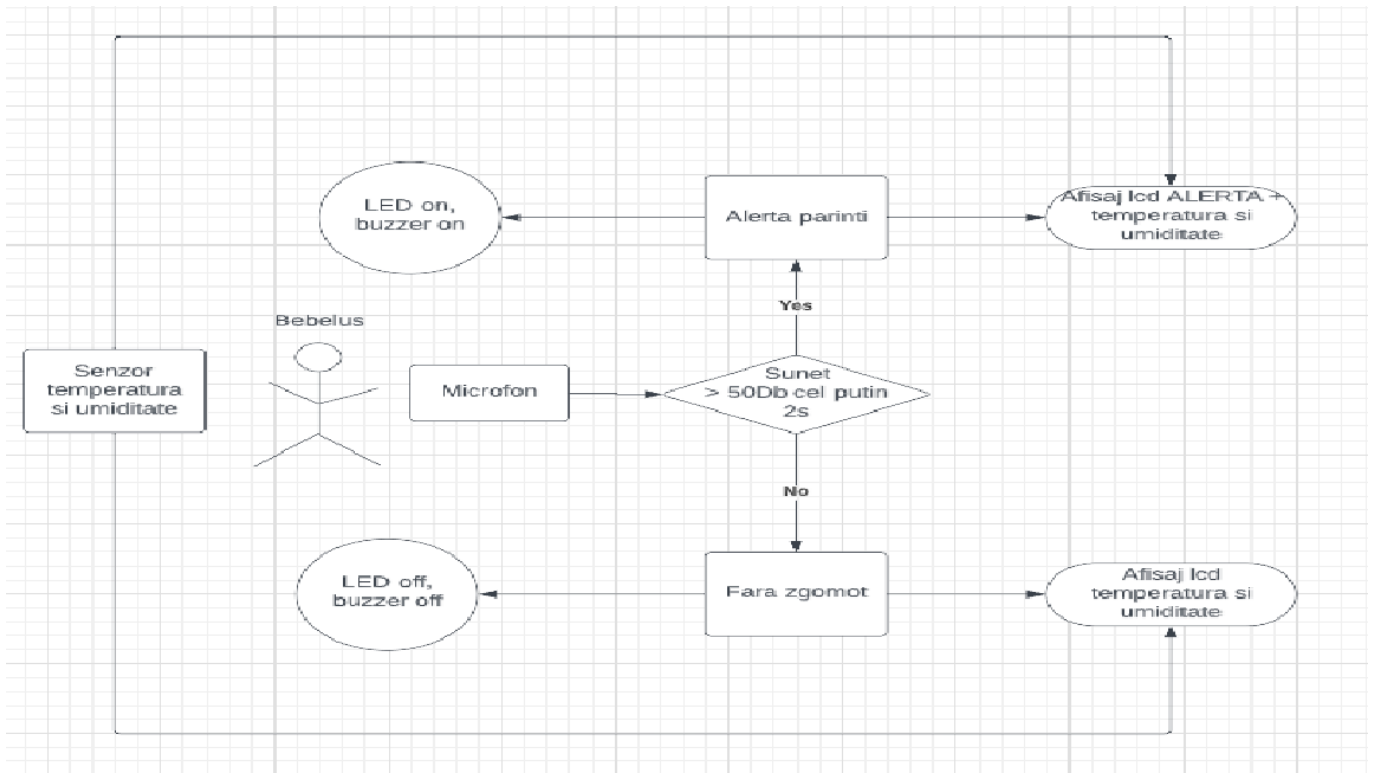 LED on,
buzzer on
Alerta parinti
Afisaj lcd ALERTA +
temperatura si
umiditate
Yes
Bebelus
Senzor
temperatura
si umiditate
Microfon
Sunet
> 50Db cel putin
2s
No
LED off,
buzzer off
Fara zgomot
Afisaj lcd
temperatura si
umiditate